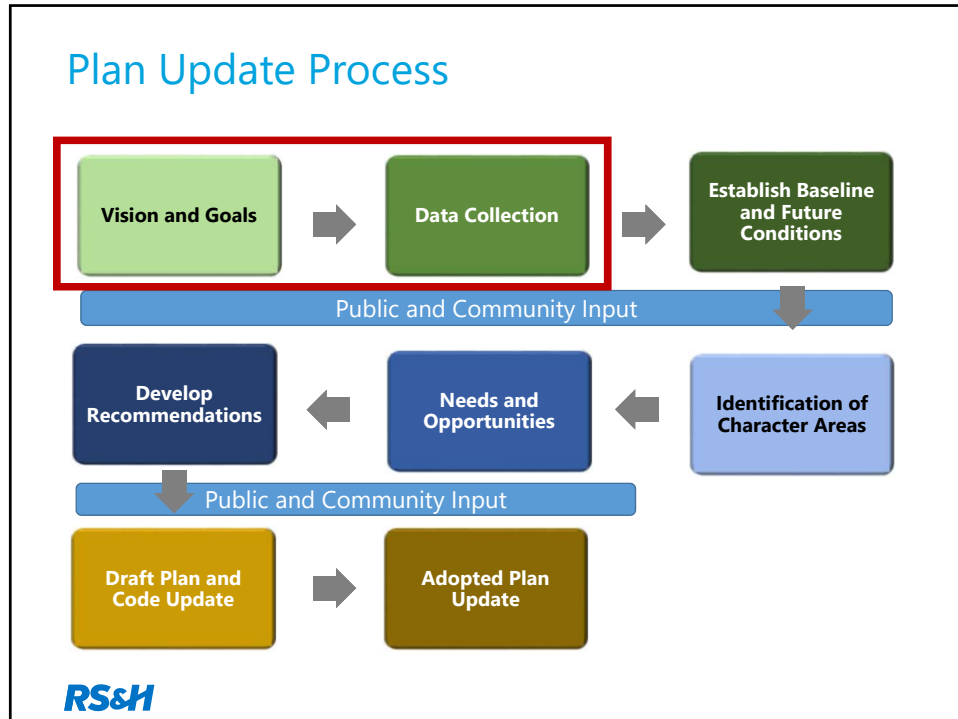 Plan Update Process
Vision and Goals
Data Collection
Establish Baseline
and Future
Conditions
Public and Community Input
Develop
Recommendations
Needs and
Opportunities
Identification of
Character Areas
Public and Community Input
Draft Plan and
Code Update
Adopted Plan
Update
RS&H